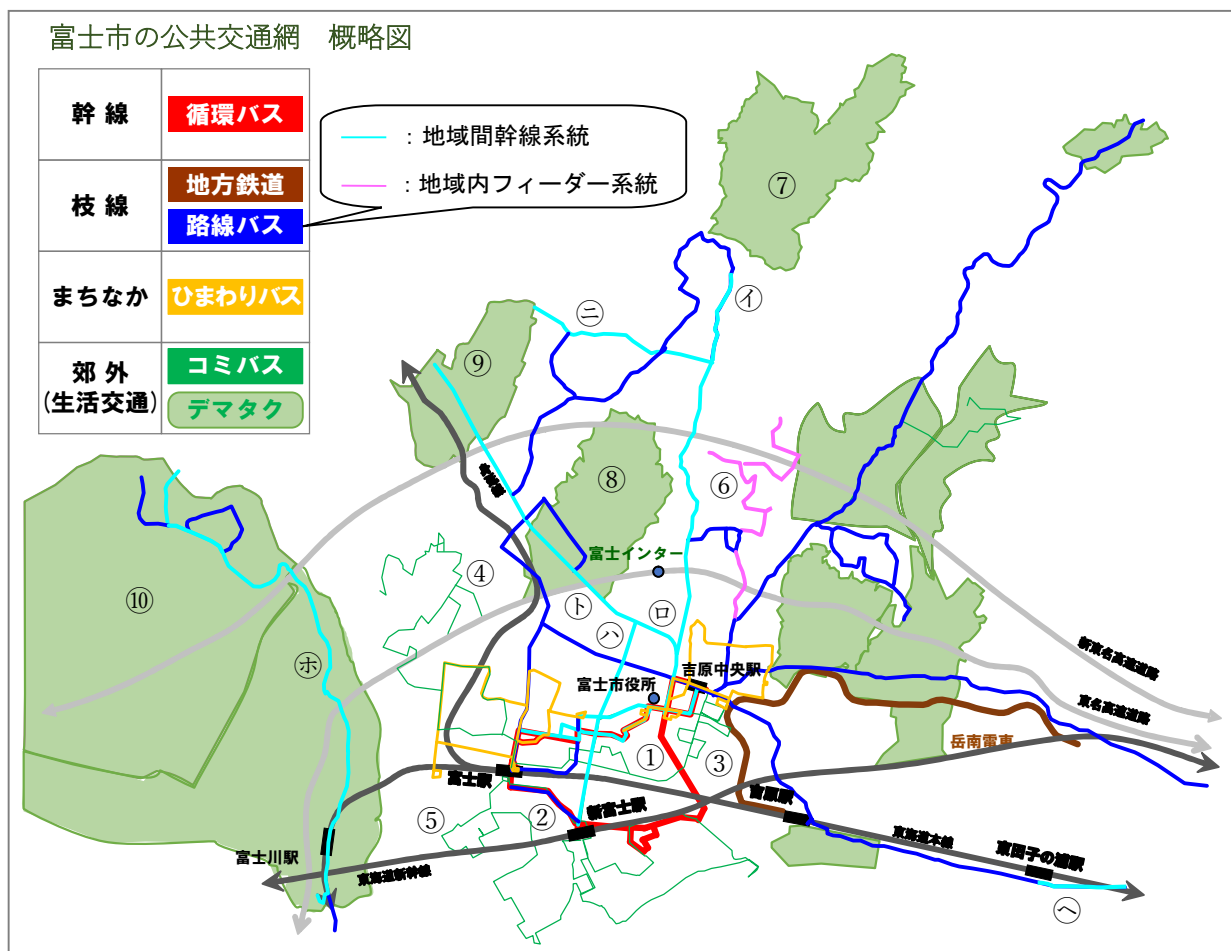 富士市の公共交通網　概略図
幹 線
循環バス
枝 線
地方鉄道
路線バス
まちなか
ひまわりバス
郊 外
(生活交通)
コミバス
デマタク
：地域間幹線系統
：地域内フィーダー系統
⑦
㋑
㋥
⑨
身延線
⑧
⑥
富士インター
④
⑩
㋣
㋺
㋩
㋭
吉原中央駅
富士市役所
新東名高速道路
東名高速道路
岳南電車
①
③
富士駅
新富士駅
吉原駅
⑤
②
東海道本線
東田子の浦駅
富士川駅
東海道新幹線
㋬